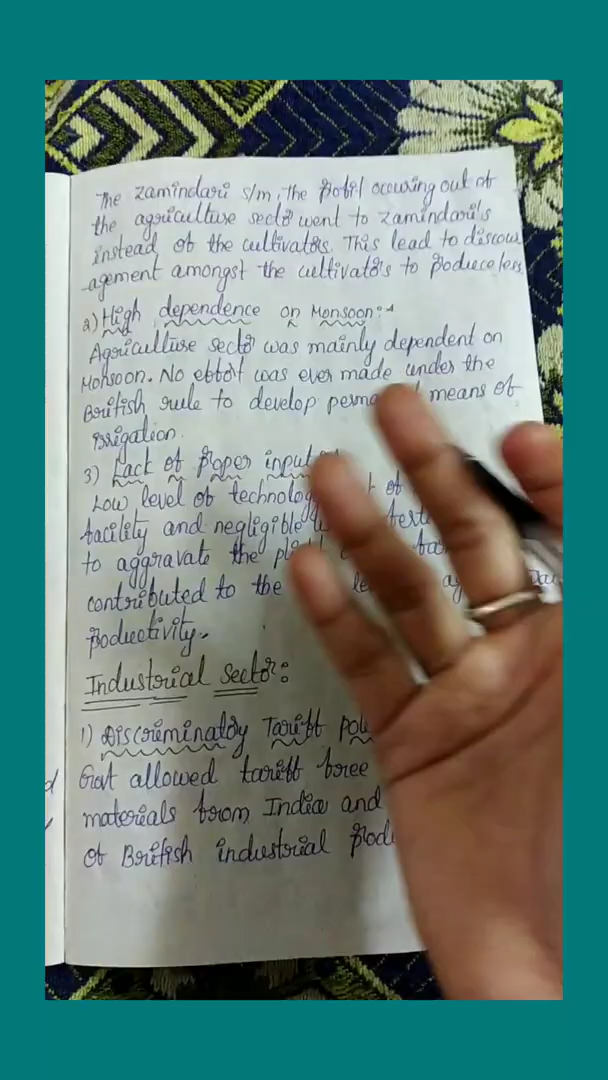 The Zamindari s/m, the profit occuring out of
the agriculture sector went to zamindari's
instead of the cultivators. This lead to discour
-agement amongst the cultivators to produce less
2) High dependence on Monsoon:-
Agriculture sector was mainly dependent on
Monsoon. No effort was ever made under the
British rule to develop means of
Irrigation.
3) Lack of Proper input
Low level of technology of
facility and negligible
to aggravate the
contributed to the
Productivity.
Industrial sector:
1) Discriminatory Tariff
Govt allowed tariff free
materials from India and
of British industrial